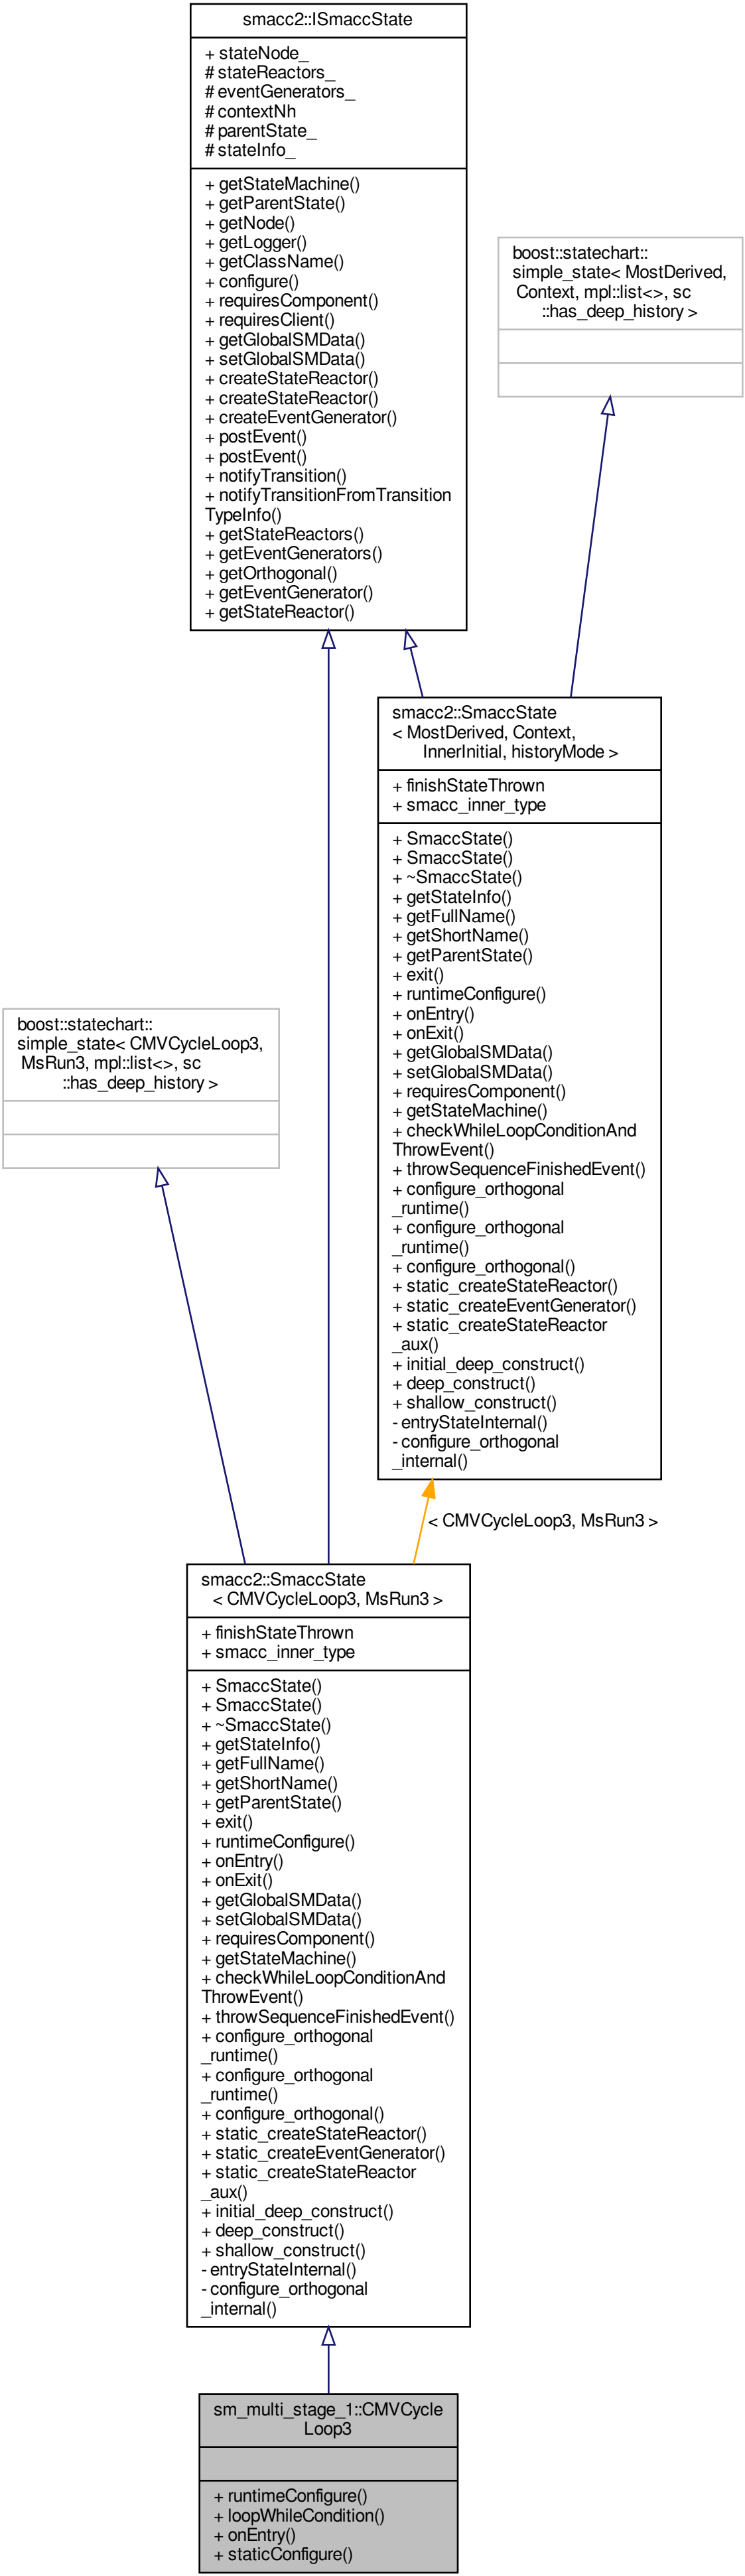 smacc2::ISmaccState
+ stateNode_
# stateReactors_
# eventGenerators_
# contextNh
# parentState_
# stateInfo_
+ getStateMachine()
+ getParentState()
+ getNode()
+ getLogger()
+ getClassName()
+ configure()
+ requiresComponent()
+ requiresClient()
+ getGlobalSMData()
+ setGlobalSMData()
+ createStateReactor()
+ createStateReactor()
+ createEventGenerator()
+ postEvent()
+ postEvent()
+ notifyTransition()
+ notifyTransitionFromTransition
TypeInfo()
+ getStateReactors()
+ getEventGenerators()
+ getOrthogonal()
+ getEventGenerator()
+ getStateReactor()
boost::statechart::
simple_state< MostDerived,
Context, mpl::list<>, sc
::has_deep_history >
smacc2::SmaccState
< MostDerived, Context,
InnerInitial, historyMode >
+ finishStateThrown
+ smacc_inner_type
+ SmaccState()
+ SmaccState()
+ ~SmaccState()
+ getStateInfo()
+ getFullName()
+ getShortName()
+ getParentState()
+ exit()
+ runtimeConfigure()
+ onEntry()
+ onExit()
+ getGlobalSMData()
+ setGlobalSMData()
+ requiresComponent()
+ getStateMachine()
+ checkWhileLoopConditionAnd
ThrowEvent()
+ throwSequenceFinishedEvent()
+ configure_orthogonal
_runtime()
+ configure_orthogonal
_runtime()
+ configure_orthogonal()
+ static_createStateReactor()
+ static_createEventGenerator()
+ static_createStateReactor
_aux()
+ initial_deep_construct()
+ deep_construct()
+ shallow_construct()
- entryStateInternal()
- configure_orthogonal
_internal()
boost::statechart::
simple_state< CMVCycleLoop3,
MsRun3, mpl::list<>, sc
::has_deep_history >
< CMVCycleLoop3, MsRun3 >
smacc2::SmaccState
< CMVCycleLoop3, MsRun3 >
+ finishStateThrown
+ smacc_inner_type
+ SmaccState()
+ SmaccState()
+ ~SmaccState()
+ getStateInfo()
+ getFullName()
+ getShortName()
+ getParentState()
+ exit()
+ runtimeConfigure()
+ onEntry()
+ onExit()
+ getGlobalSMData()
+ setGlobalSMData()
+ requiresComponent()
+ getStateMachine()
+ checkWhileLoopConditionAnd
ThrowEvent()
+ throwSequenceFinishedEvent()
+ configure_orthogonal
_runtime()
+ configure_orthogonal
_runtime()
+ configure_orthogonal()
+ static_createStateReactor()
+ static_createEventGenerator()
+ static_createStateReactor
_aux()
+ initial_deep_construct()
+ deep_construct()
+ shallow_construct()
- entryStateInternal()
- configure_orthogonal
_internal()
sm_multi_stage_1::CMVCycle
Loop3
+ runtimeConfigure()
+ loopWhileCondition()
+ onEntry()
+ staticConfigure()